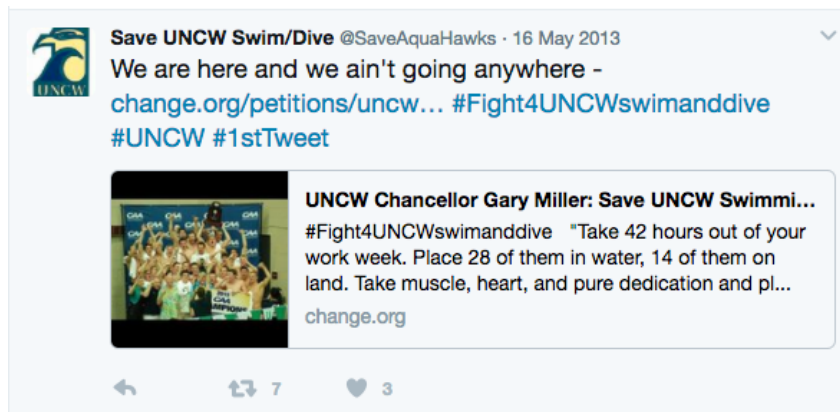 Save UNCW Swim/Dive @SaveAquaHawks · 16 May 2013
We are here and we ain't going anywhere -
change.org/petitions/uncw… #Fight4UNCWswimanddive
#UNCW #1stTweet
UNCW
UNCW Chancellor Gary Miller: Save UNCW Swimmi...
#Fight4UNCWswimanddive "Take 42 hours out of your
work week. Place 28 of them in water, 14 of them on
land. Take muscle, heart, and pure dedication and pl...
change.org
CAA
7
3